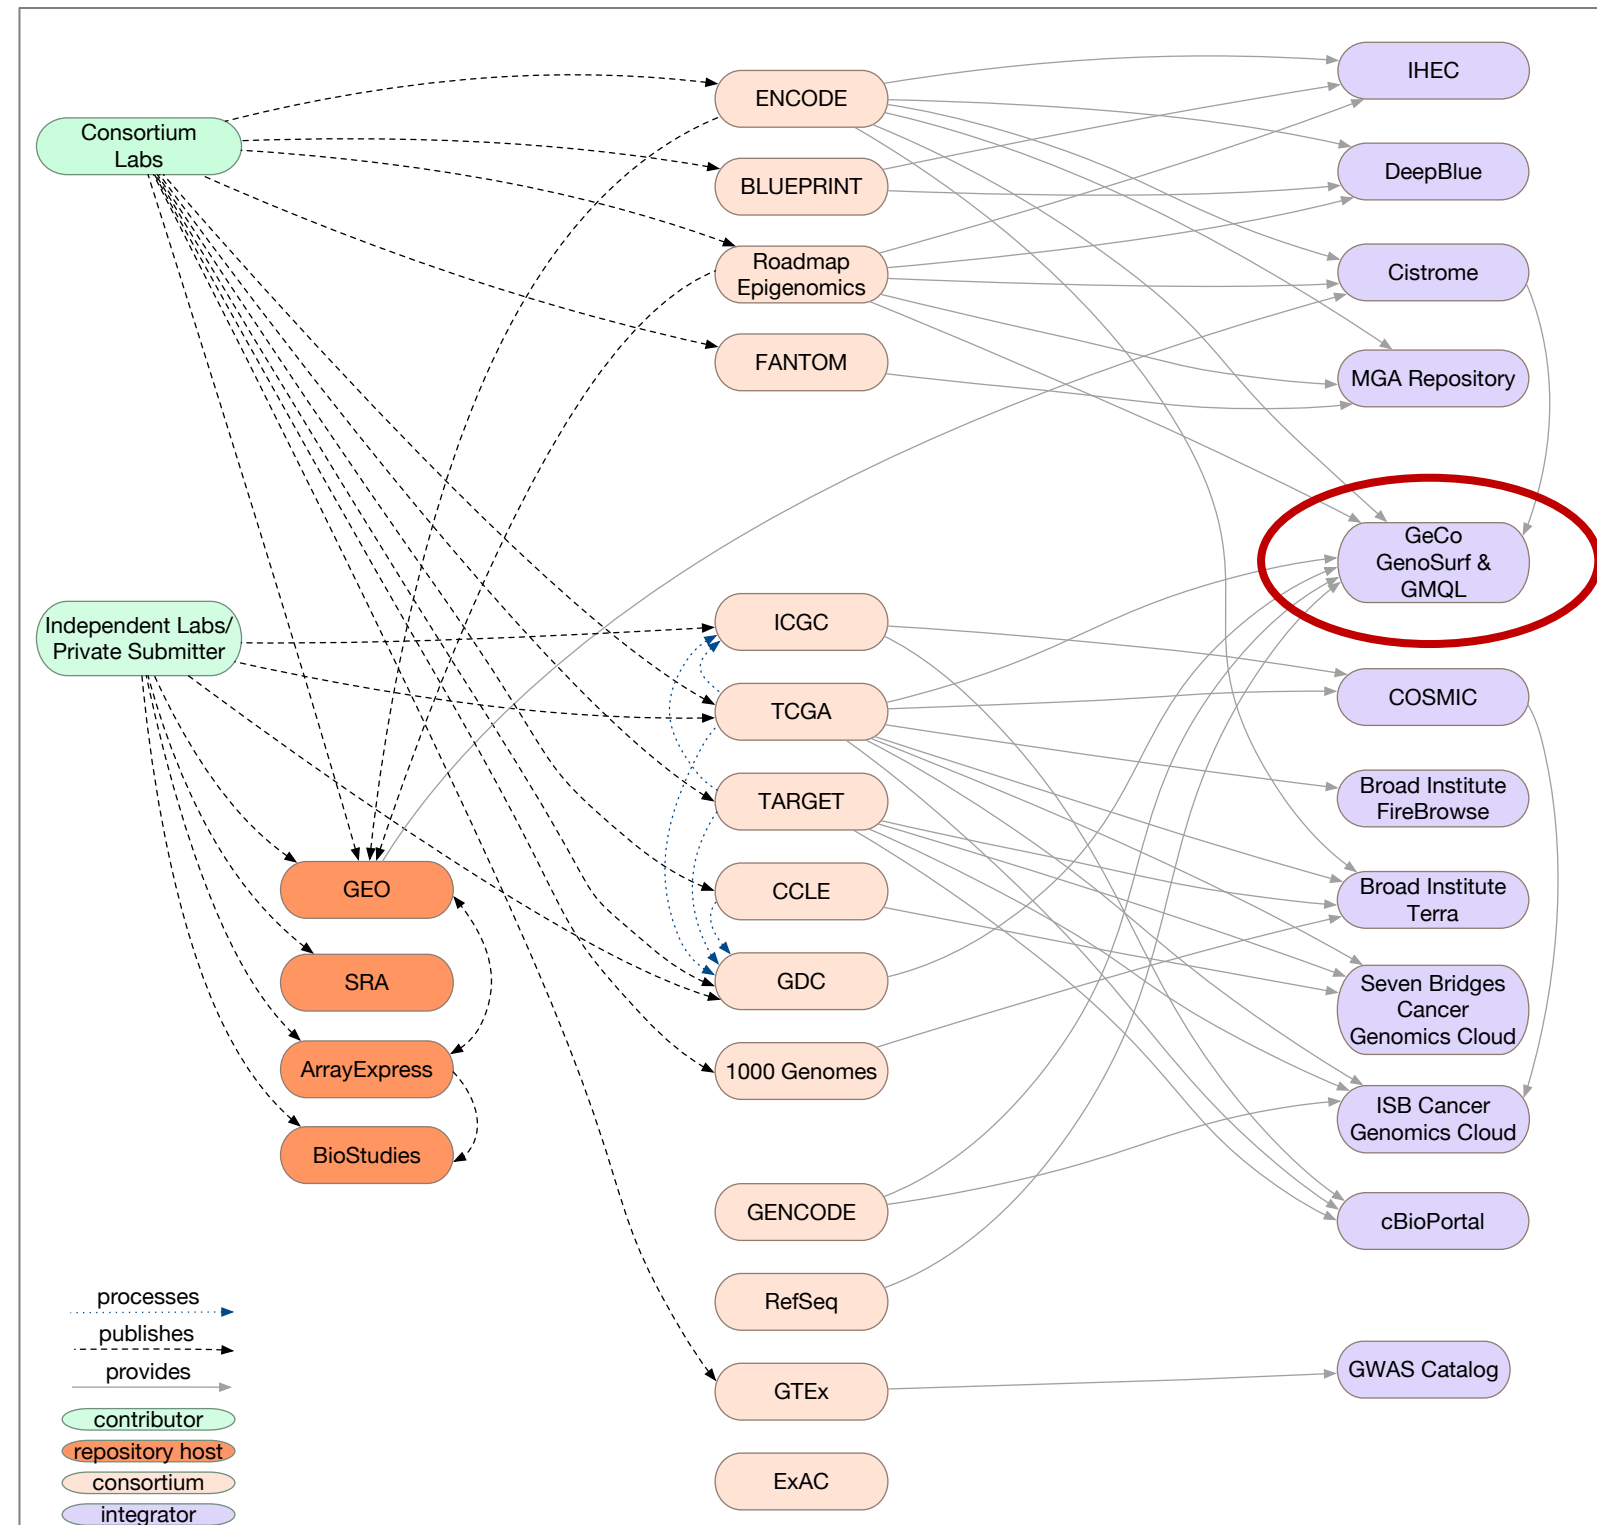 Consortium
Labs
Independent Labs/
Private Submitter
GEO
SRA
ArrayExpress
BioStudies
ENCODE
BLUEPRINT
Roadmap
Epigenomics
FANTOM
ICGC
TCGA
TARGET
CCLE
GDC
1000 Genomes
GENCODE
RefSeq
GTEx
ExAC
IHEC
DeepBlue
Cistrome
MGA Repository
GeCo
GenoSurf &
GMQL
COSMIC
Broad Institute
FireBrowse
Broad Institute
Terra
Seven Bridges
Cancer
Genomics Cloud
ISB Cancer
Genomics Cloud
cBioPortal
GWAS Catalog
processes
publishes
provides
contributor
repository host
consortium
integrator